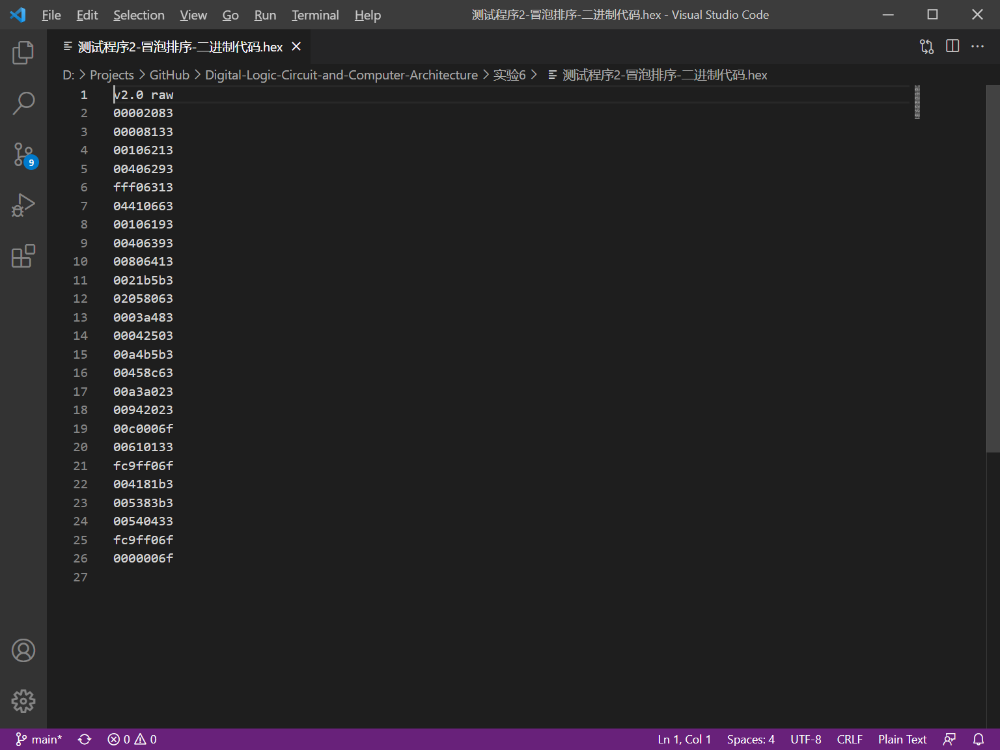 File Edit Selection View Go Run Terminal Help 测试程序2-冒泡排序-二进制代码.hex - Visual Studio Code
测试程序2-冒泡排序-二进制代码.hex
D: > Projects > GitHub > Digital-Logic-Circuit-and-Computer-Architecture > 实验6 > 测试程序2-冒泡排序-二进制代码.hex
1 v2.0 raw
2 00002083
3 00008133
4 00106213
5 00406293
6 fff06313
7 04410663
8 00106193
9 00406393
10 00806413
11 0021b5b3
12 02058063
13 0003a483
14 00042503
15 00a4b5b3
16 00458c63
17 00a3a023
18 00942023
19 00c0006f
20 00610133
21 fc9ff06f
22 004181b3
23 005383b3
24 00540433
25 fc9ff06f
26 0000006f
27
9
main* 0 0 Ln 1, Col 1 Spaces: 4 UTF-8 CRLF Plain Text